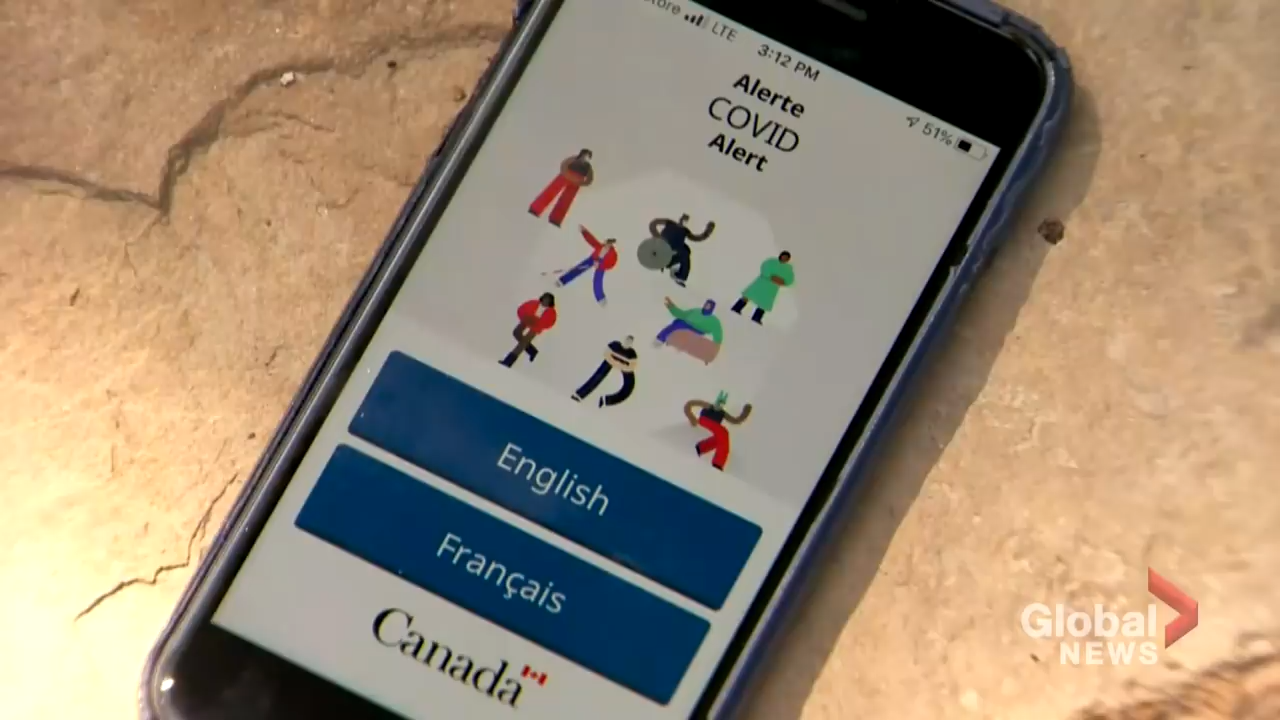 LTE
3:12 PM
51%
Alerte
COVID
Alert
English
Français
Canada
Global
NEWS